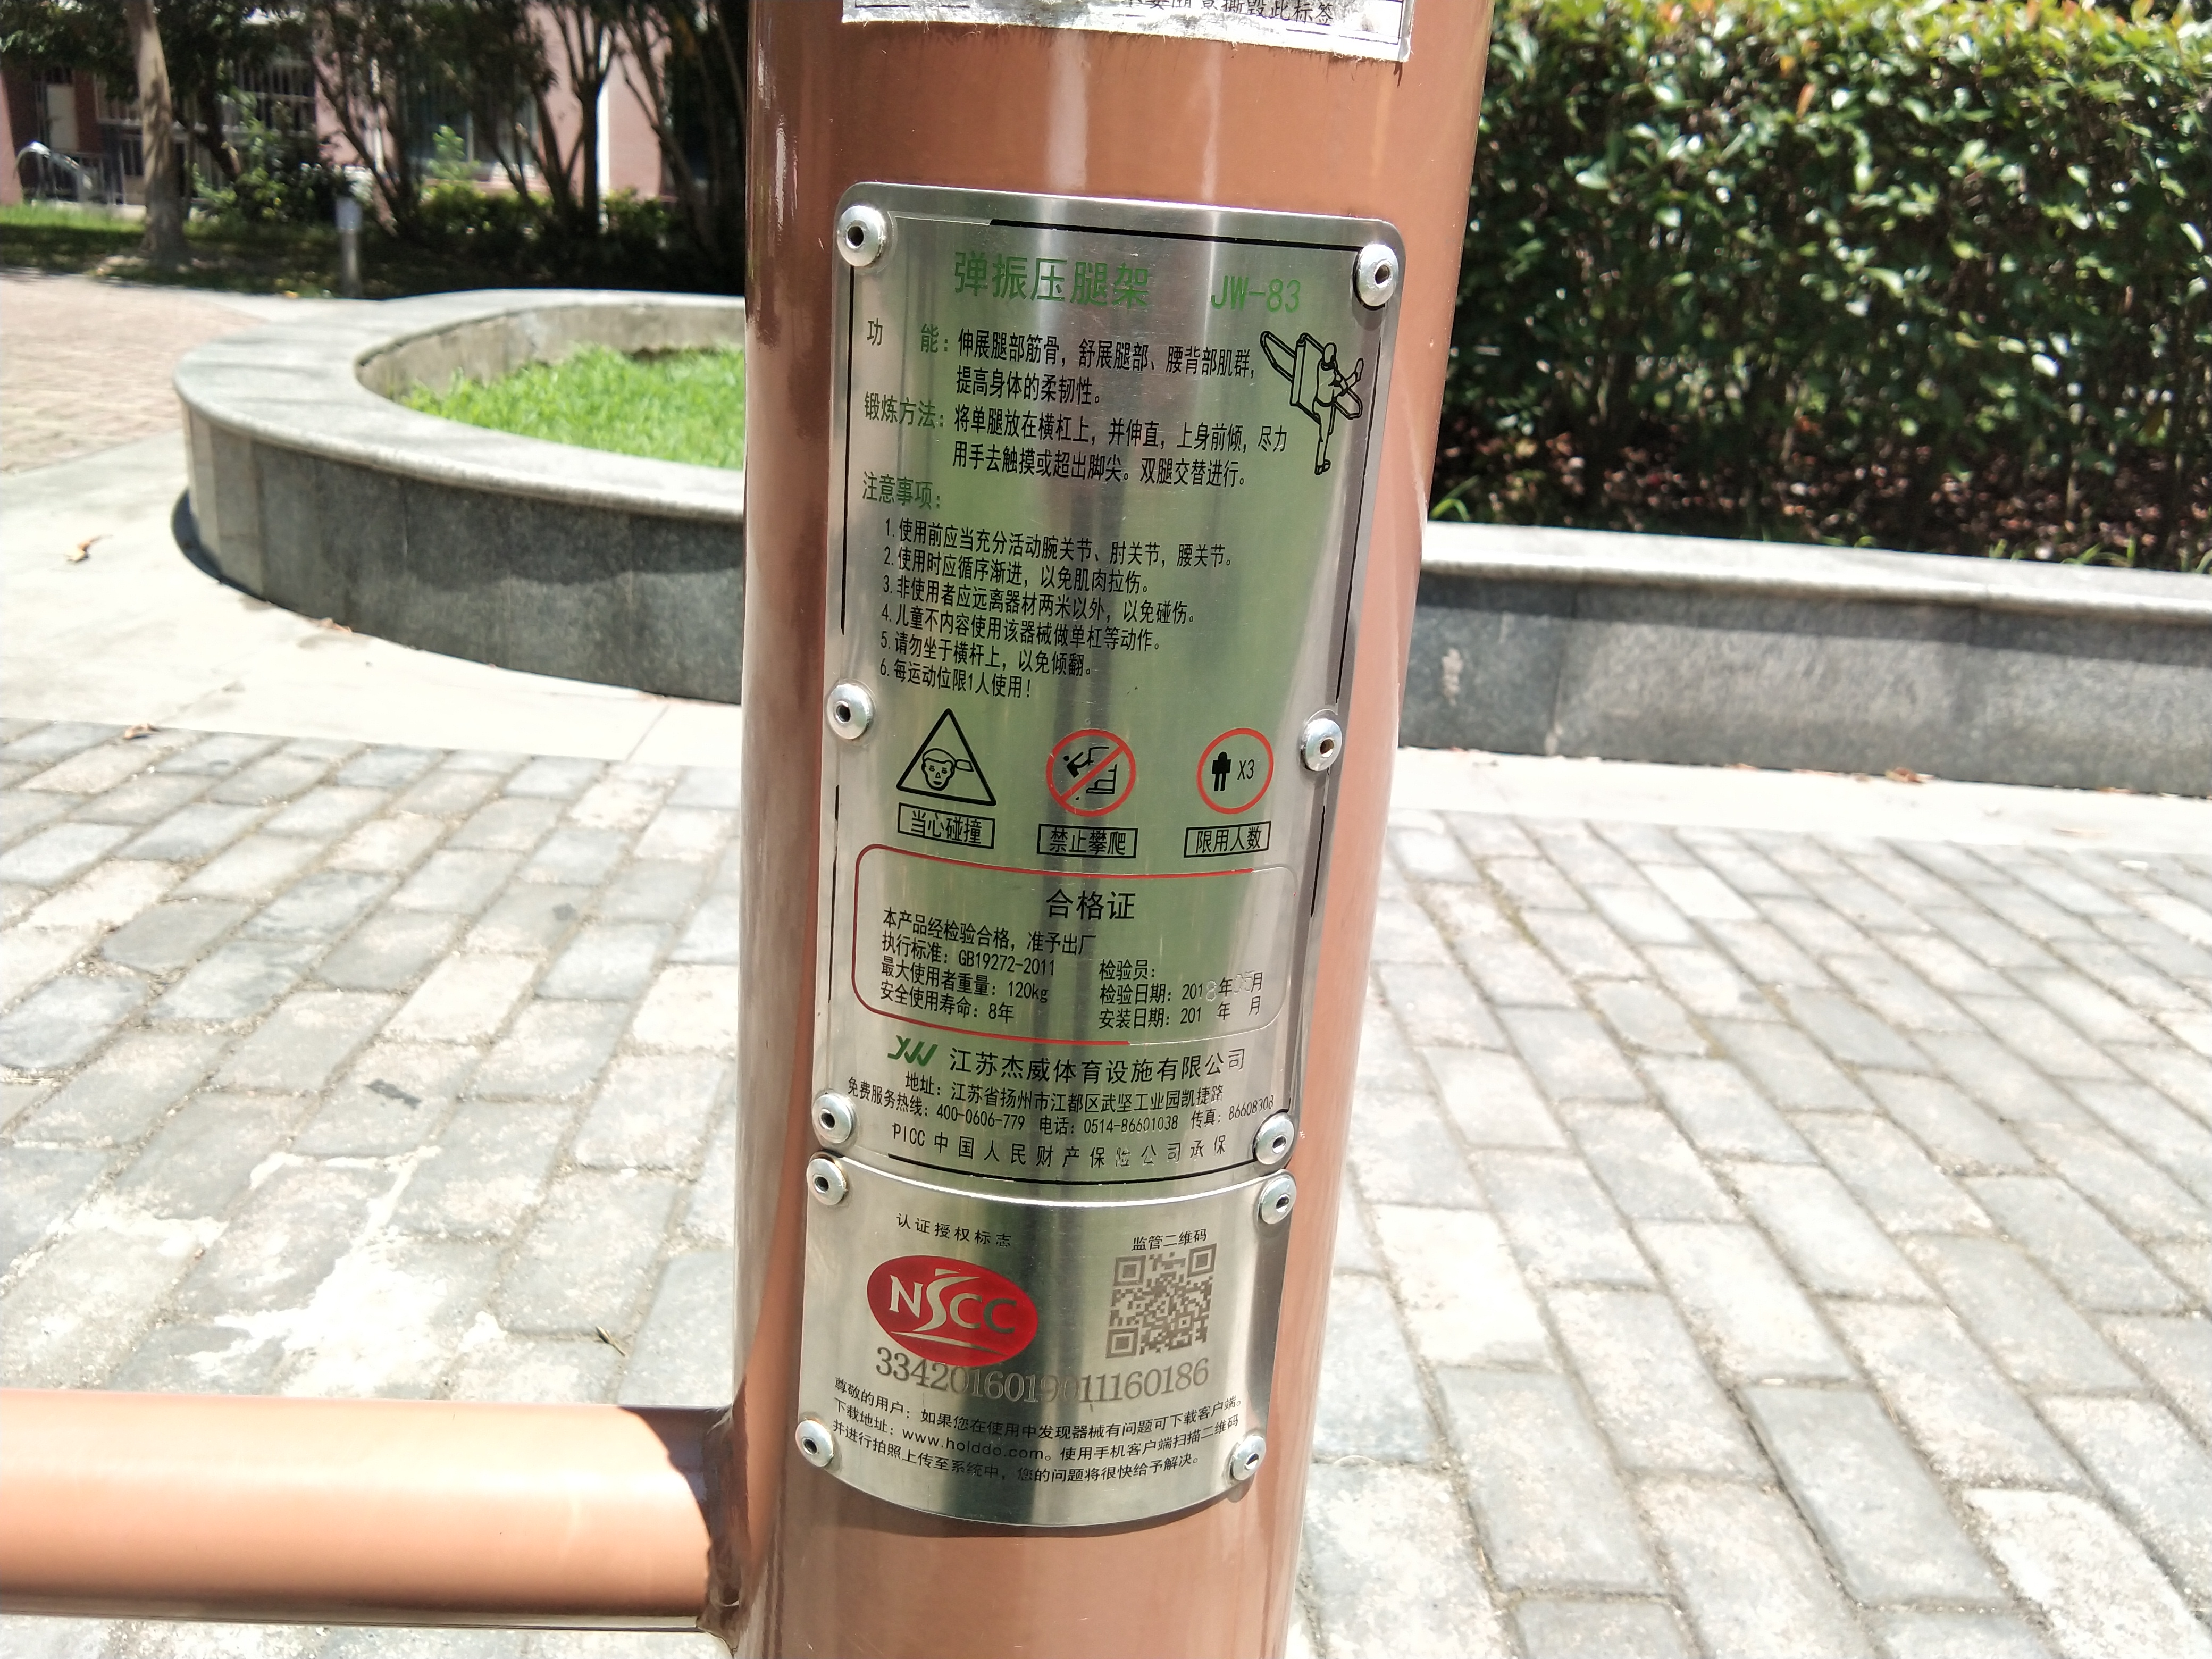 撕毁此标签
弹振压腿架 JW-83
功 能：伸展腿部筋骨，舒展腿部、腰背部肌群，
提高身体的柔韧性。
锻炼方法：将单腿放在横杠上，并伸直，上身前倾，尽力
用手去触摸或超出脚尖。双腿交替进行。
注意事项：
1.使用前应当充分活动腕关节、肘关节，腰关节。
2.使用时应循序渐进，以免肌肉拉伤。
3.非使用者应远离器材两米以外，以免碰伤。
4.儿童不内容使用该器械做单杠等动作。
5.请勿坐于横杆上，以免倾翻。
6.每运动位限1人使用！
X3
当心碰撞 禁止攀爬 限用人数
合格证
本产品经检验合格，准予出厂
执行标准：GB19272-2011 检验员：
最大使用者重量：120kg 检验日期：2018年05月
安全使用寿命：8年 安装日期：201 年 月
JW 江苏杰威体育设施有限公司
地址：江苏省扬州市江都区武坚工业园凯捷路
免费服务热线：400-0606-779 电话：0514-86601038 传真：86608308
PICC中国人民财产保险公司承保
认证授权标志 监管二维码
NSCC
3342016019011160186
尊敬的用户：如果您在使用中发现器械有问题可下载客户端。
下载地址：www.holddo.com。使用手机客户端扫描二维码
并进行拍照上传至系统中，您的问题将很快给予解决。